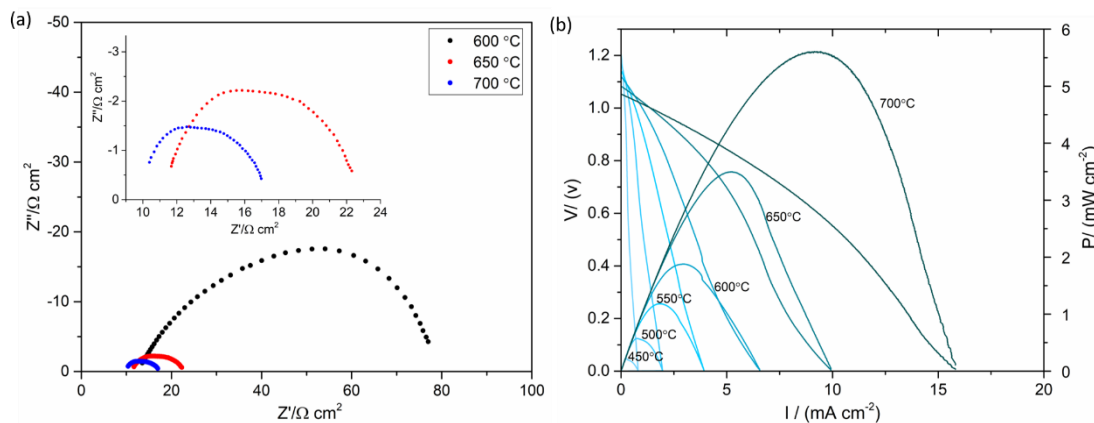 (a)
-50
-40
-30
-20
-10
0
Z''/Ω cm²
0 20 40 60 80 100
Z'/Ω cm²
600 °C
650 °C
700 °C
-3
-2
-1
0
Z''/Ω cm²
10 12 14 16 18 20 22 24
Z'/Ω cm²
(b)
1.2
1.0
0.8
0.6
0.4
0.2
0.0
V/ (v)
0 5 10 15 20
I / (mA cm⁻²)
6
5
4
3
2
1
0
P/ (mW cm⁻²)
700°C
650°C
600°C
550°C
500°C
450°C